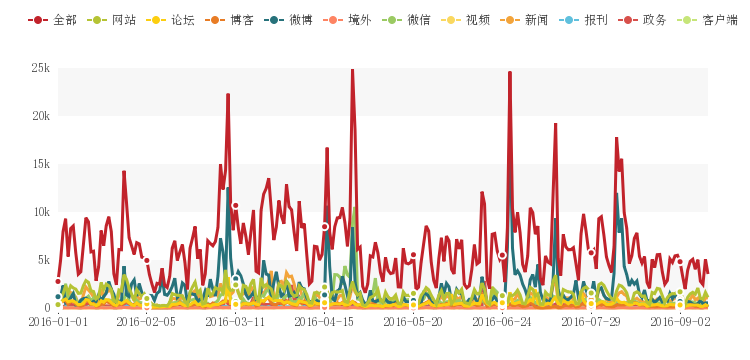 全部 网站 论坛 博客 微博 境外 微信 视频 新闻 报刊 政务 客户端
25k
20k
15k
10k
5k
0
2016-01-01 2016-02-05 2016-03-11 2016-04-15 2016-05-20 2016-06-24 2016-07-29 2016-09-02